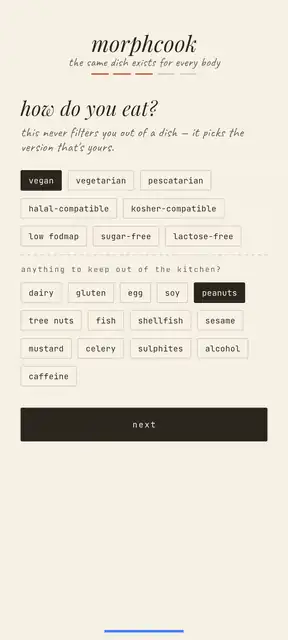 morphcook
the same dish exists for every body
how do you eat?
this never filters you out of a dish — it picks the
version that's yours.
vegan vegetarian pescatarian
halal-compatible kosher-compatible
low fodmap sugar-free lactose-free
anything to keep out of the kitchen?
dairy gluten egg soy peanuts
tree nuts fish shellfish sesame
mustard celery sulphites alcohol
caffeine
next